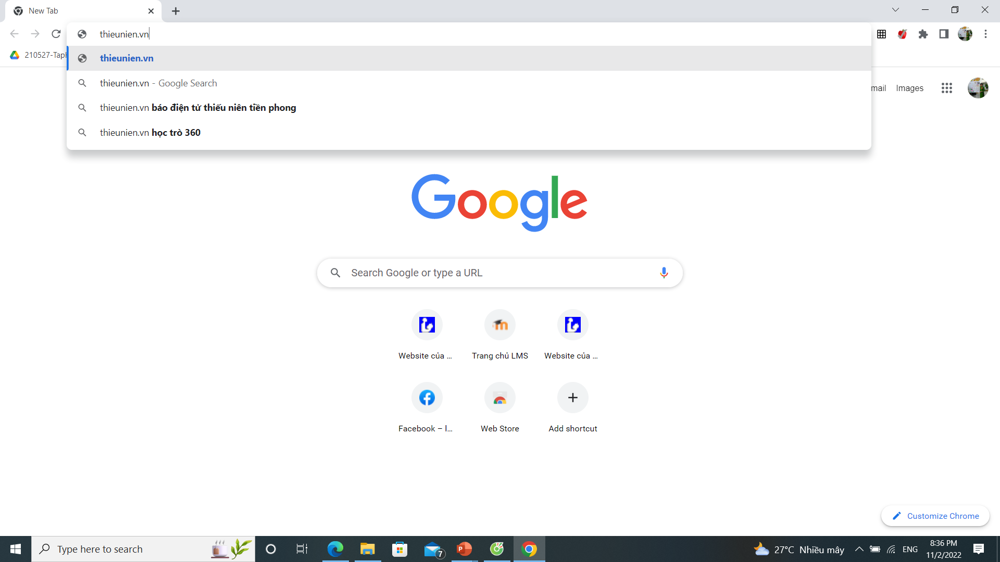 New Tab
thieunien.vn
210527-Tap
thieunien.vn
thieunien.vn - Google Search
thieunien.vn báo điện tử thiếu niên tiền phong
thieunien.vn học trò 360
mail Images
Google
Search Google or type a URL
Website của ...
Trang chủ LMS
Website của ...
Facebook – l...
Web Store
Add shortcut
Customize Chrome
Type here to search
7
27°C Nhiều mây
ENG
8:36 PM
11/2/2022